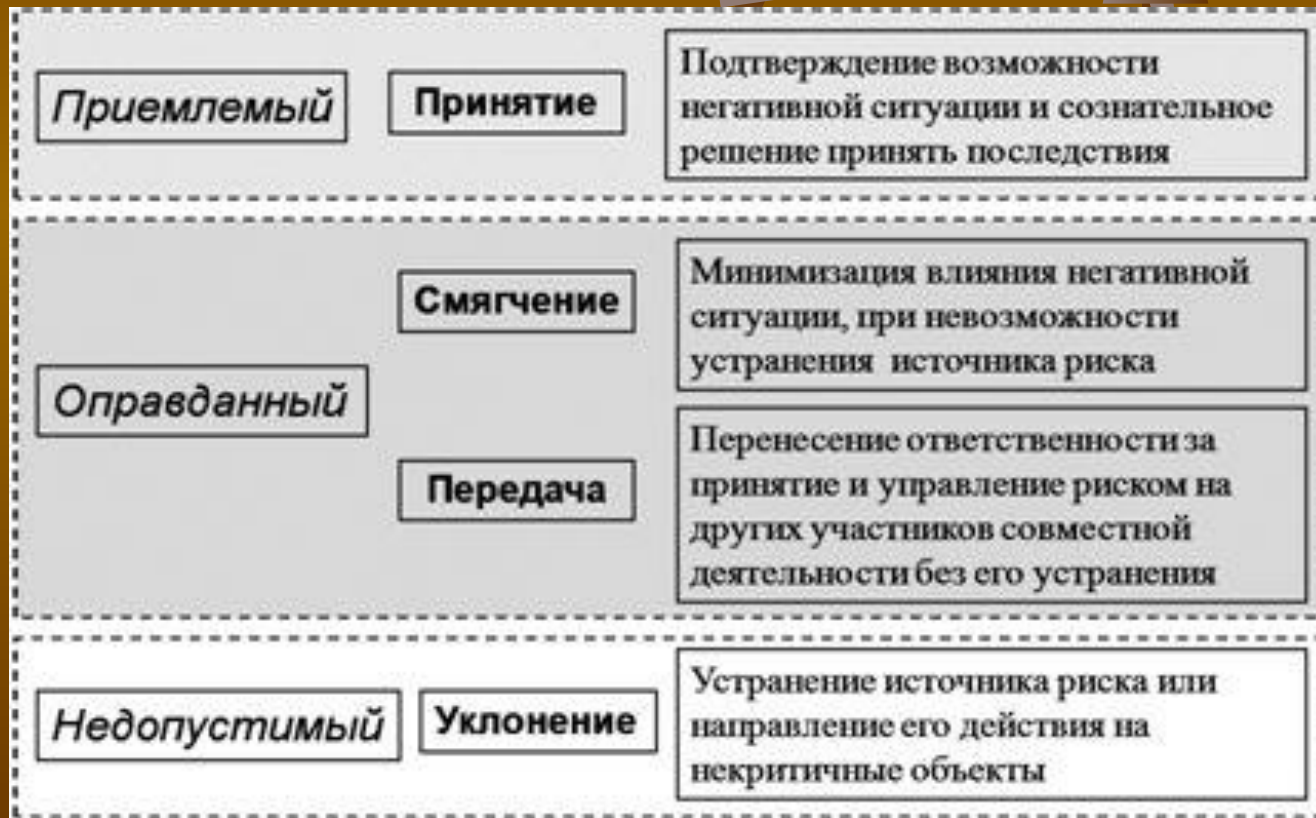 Приемлемый
Принятие
Подтверждение возможности
негативной ситуации и сознательное
решение принять последствия
Оправданный
Смягчение
Минимизация влияния негативной
ситуации, при невозможности
устранения источника риска
Передача
Перенесение ответственности за
принятие и управление риском на
других участников совместной
деятельности без его устранения
Недопустимый
Уклонение
Устранение источника риска или
направление его действия на
некритичные объекты